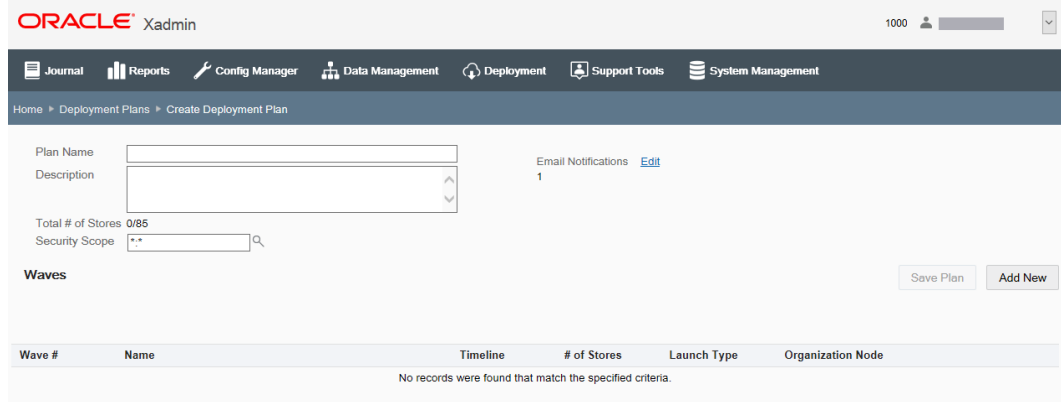 ORACLE® Xadmin 1000
Journal Reports Config Manager Data Management Deployment Support Tools System Management
Home ▶ Deployment Plans ▶ Create Deployment Plan
Plan Name
Email Notifications Edit
Description
1
Total # of Stores 0/85
Security Scope *:*
Waves
Save Plan Add New
Wave # Name Timeline # of Stores Launch Type Organization Node
No records were found that match the specified criteria.